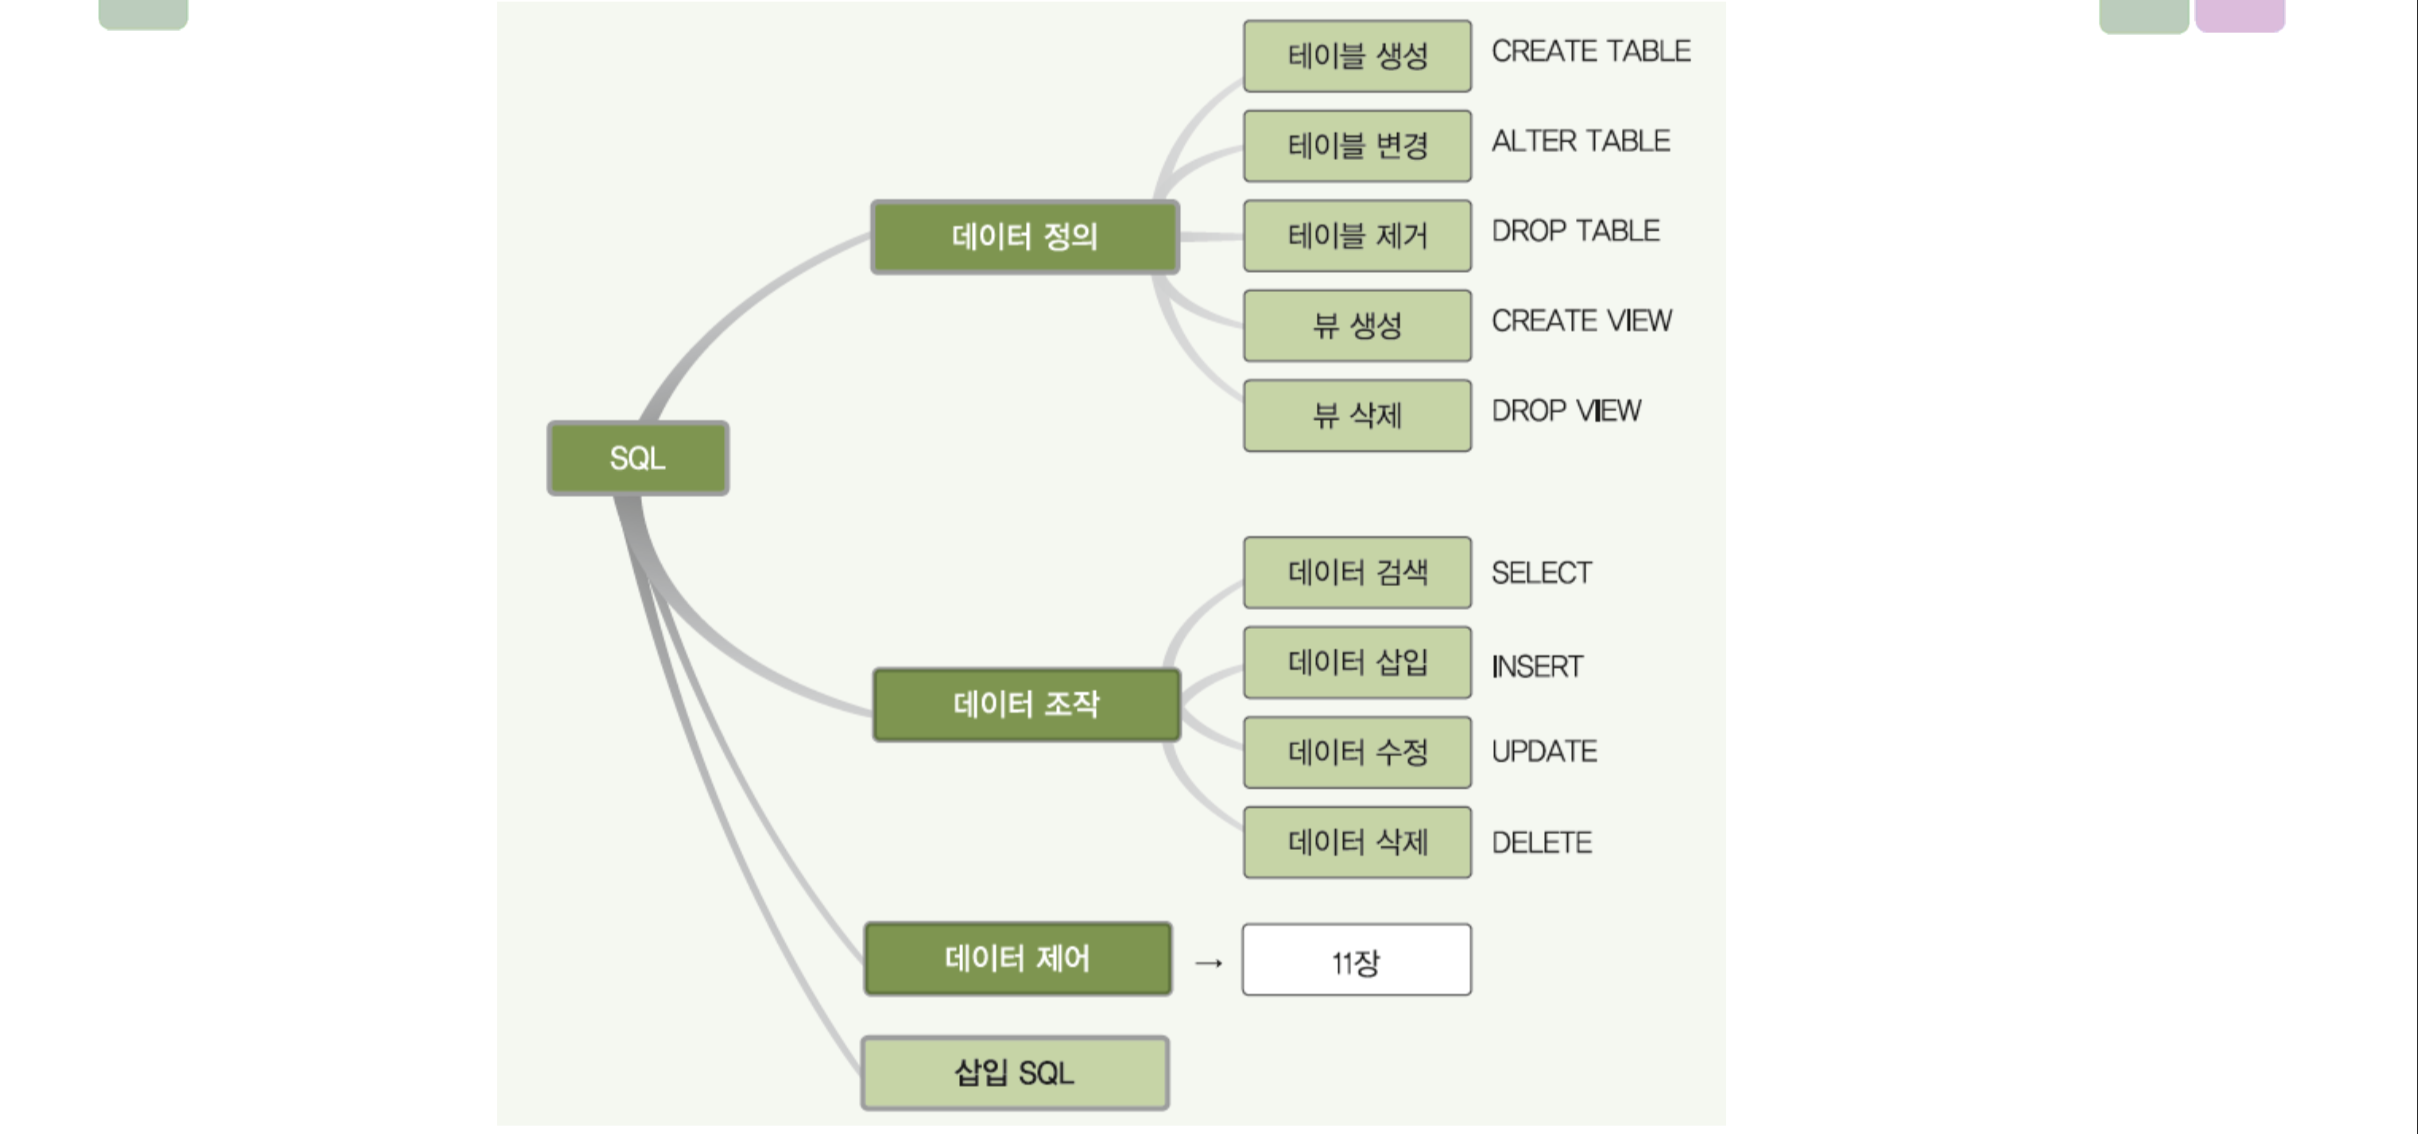 테이블 생성 CREATE TABLE
테이블 변경 ALTER TABLE
데이터 정의
테이블 제거 DROP TABLE
뷰 생성 CREATE VIEW
뷰 삭제 DROP VIEW
SQL
데이터 검색 SELECT
데이터 삽입 INSERT
데이터 조작
데이터 수정 UPDATE
데이터 삭제 DELETE
데이터 제어 → 11장
삽입 SQL